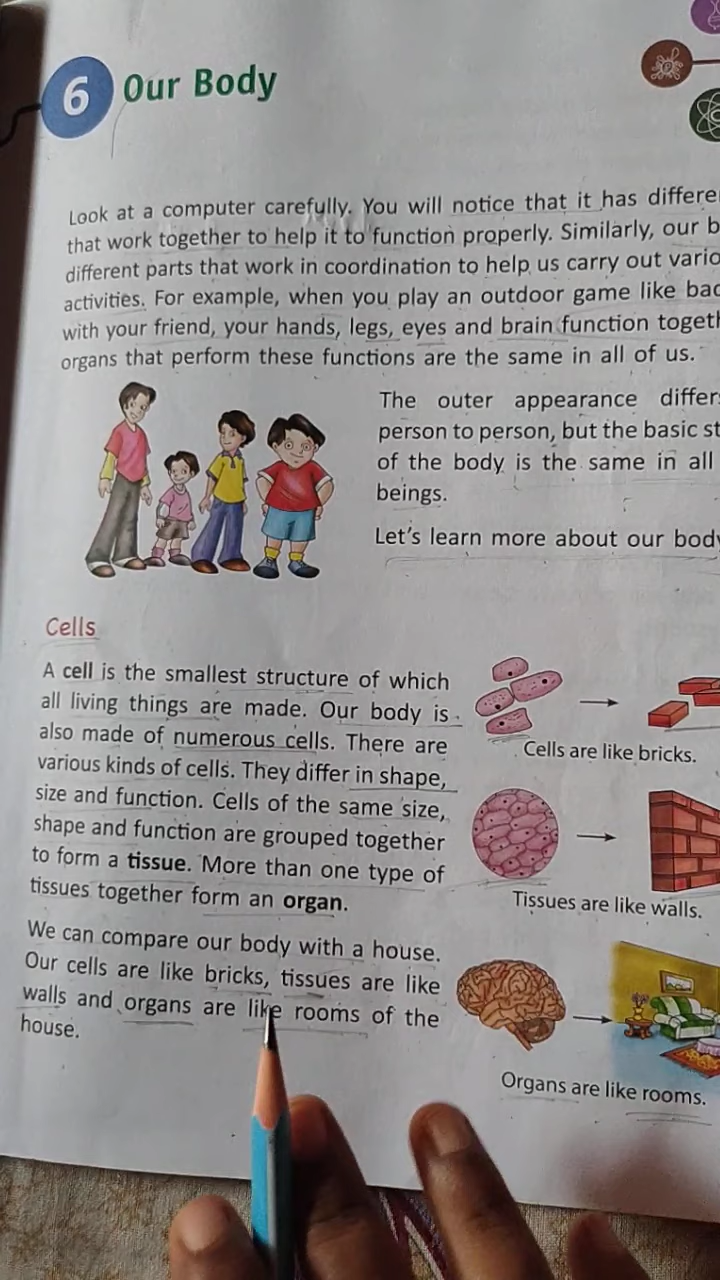 6 Our Body
Look at a computer carefully. You will notice that it has
that work together to help it to function properly. Similarly, our
different parts that work in coordination to help us carry out
activities. For example, when you play an outdoor game like
with your friend, your hands, legs, eyes and brain function
organs that perform these functions are the same in all of us.
The outer appearance
person to person, but the basic
of the body is the same in all
beings.
Let's learn more about our
Cells
A cell is the smallest structure of which
all living things are made. Our body is
also made of numerous cells. There are
various kinds of cells. They differ in shape,
size and function. Cells of the same size,
shape and function are grouped together
to form a tissue. More than one type of
tissues together form an organ.
We can compare our body with a house.
Our cells are like bricks, tissues are like
walls and organs are like rooms of the
house.
Cells are like bricks.
Tissues are like walls.
Organs are like rooms.